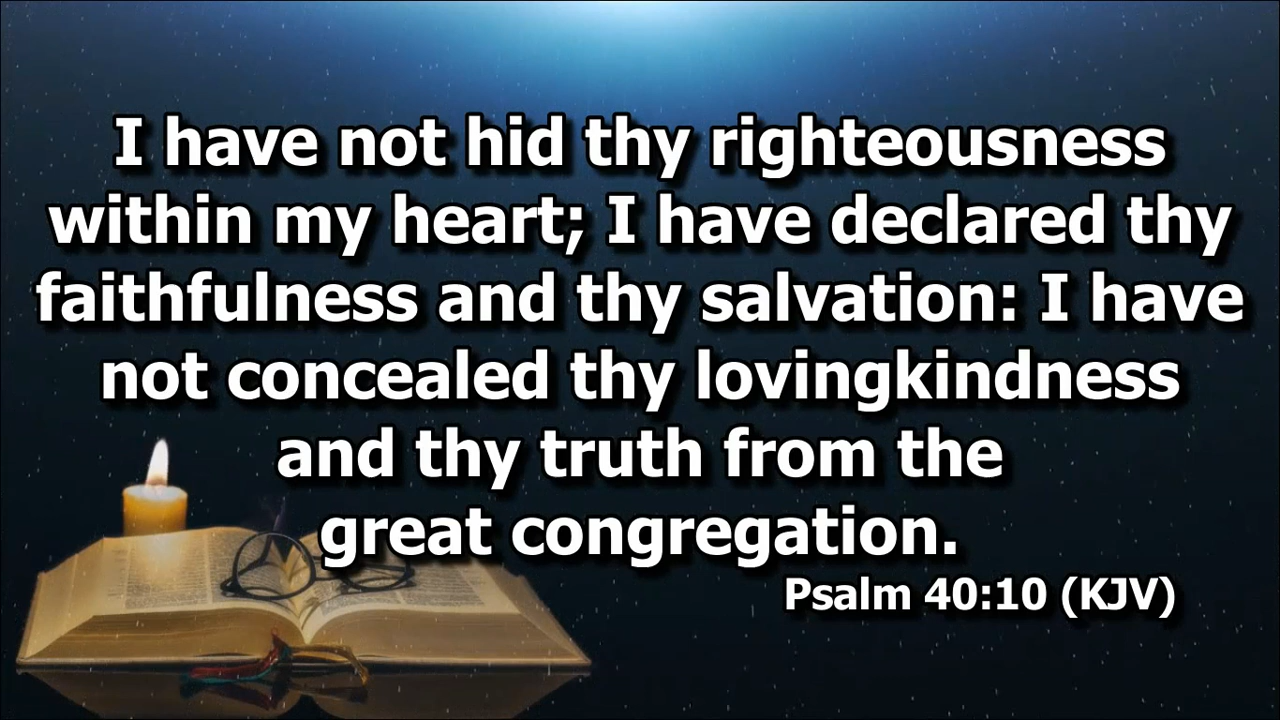 I have not hid thy righteousness
within my heart; I have declared thy
faithfulness and thy salvation: I have
not concealed thy lovingkindness
and thy truth from the
great congregation.
Psalm 40:10 (KJV)